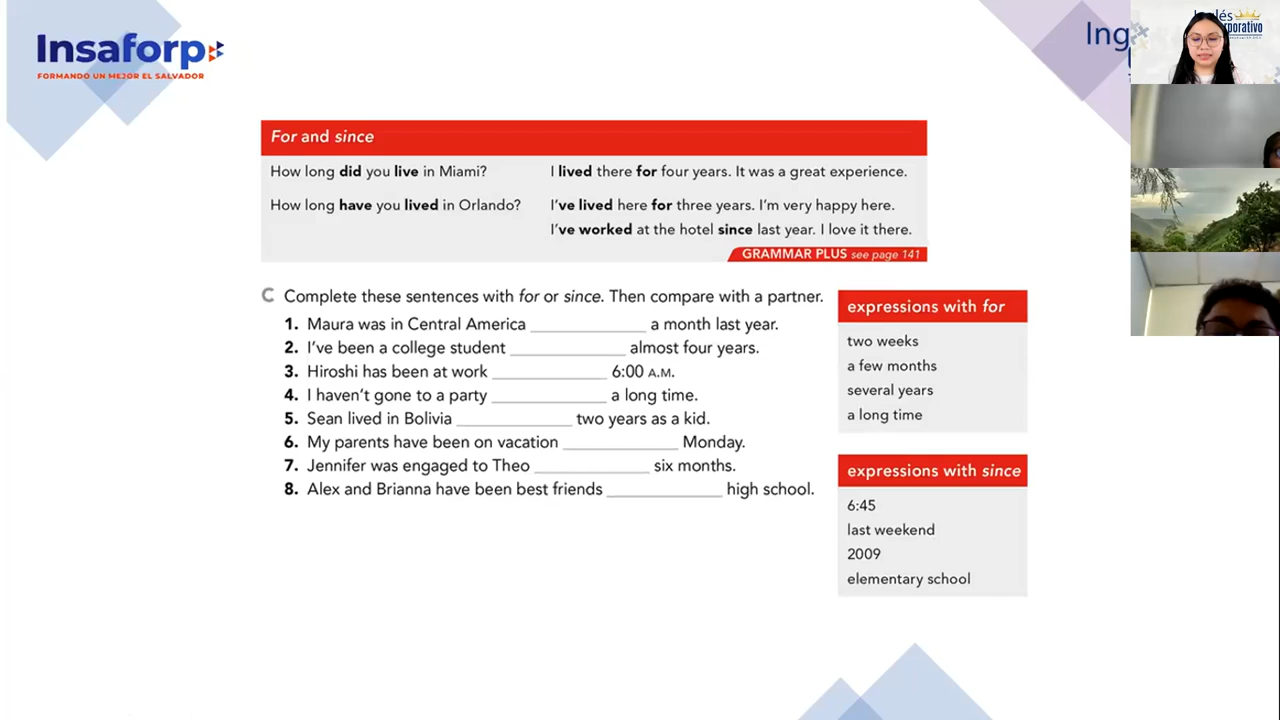 Insaforp
FORMANDO UN MEJOR EL SALVADOR
For and since
How long did you live in Miami? I lived there for four years. It was a great experience.
How long have you lived in Orlando? I've lived here for three years. I'm very happy here.
I've worked at the hotel since last year. I love it there.
GRAMMAR PLUS see page 141
C Complete these sentences with for or since. Then compare with a partner.
1. Maura was in Central America ____________ a month last year.
2. I've been a college student ____________ almost four years.
3. Hiroshi has been at work ____________ 6:00 A.M.
4. I haven't gone to a party ____________ a long time.
5. Sean lived in Bolivia ____________ two years as a kid.
6. My parents have been on vacation ____________ Monday.
7. Jennifer was engaged to Theo ____________ six months.
8. Alex and Brianna have been best friends ____________ high school.
expressions with for
two weeks
a few months
several years
a long time
expressions with since
6:45
last weekend
2009
elementary school
Ing